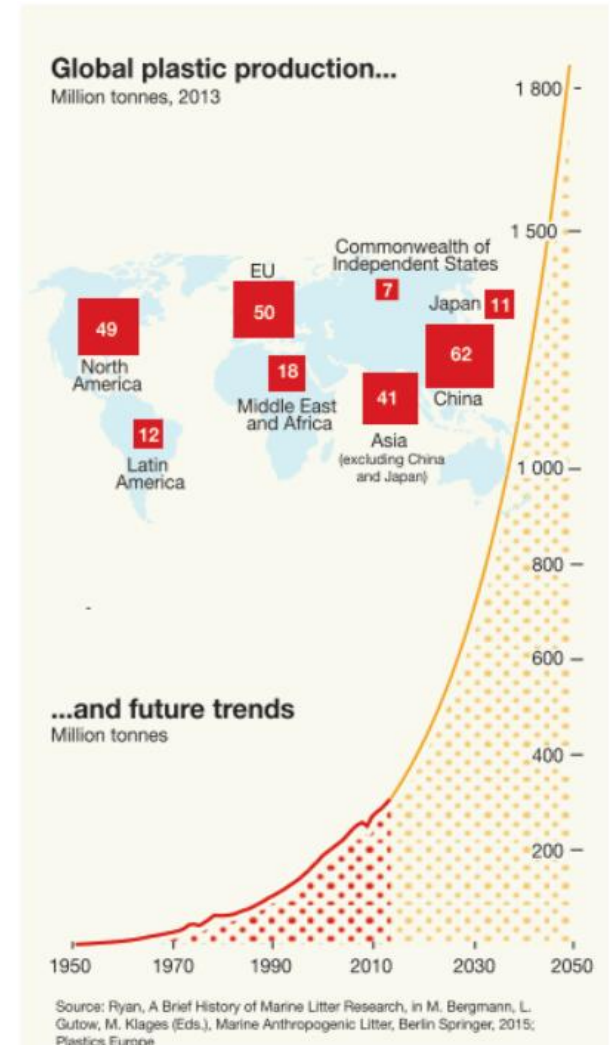 Global plastic production...
Million tonnes, 2013
1 800
1 500
Commonwealth of
Independent States
EU
7
Japan 11
49
50
62
North
America
18
41
China
Middle East
and Africa
12
Asia
(excluding China
and Japan)
Latin
America
1 000
800
600
...and future trends
Million tonnes
400
200
1950 1970 1990 2010 2030 2050
Source: Ryan, A Brief History of Marine Litter Research, in M. Bergmann, L.
Gutow, M. Klages (Eds.), Marine Anthropogenic Litter, Berlin Springer, 2015;
Plastics Europe